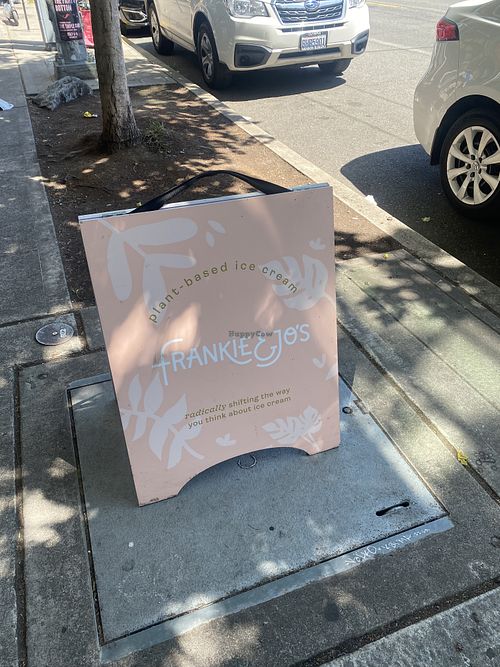 plant-based ice cream
FRANKIE & JO'S
radically shifting the way
you think about ice cream
HappyCow